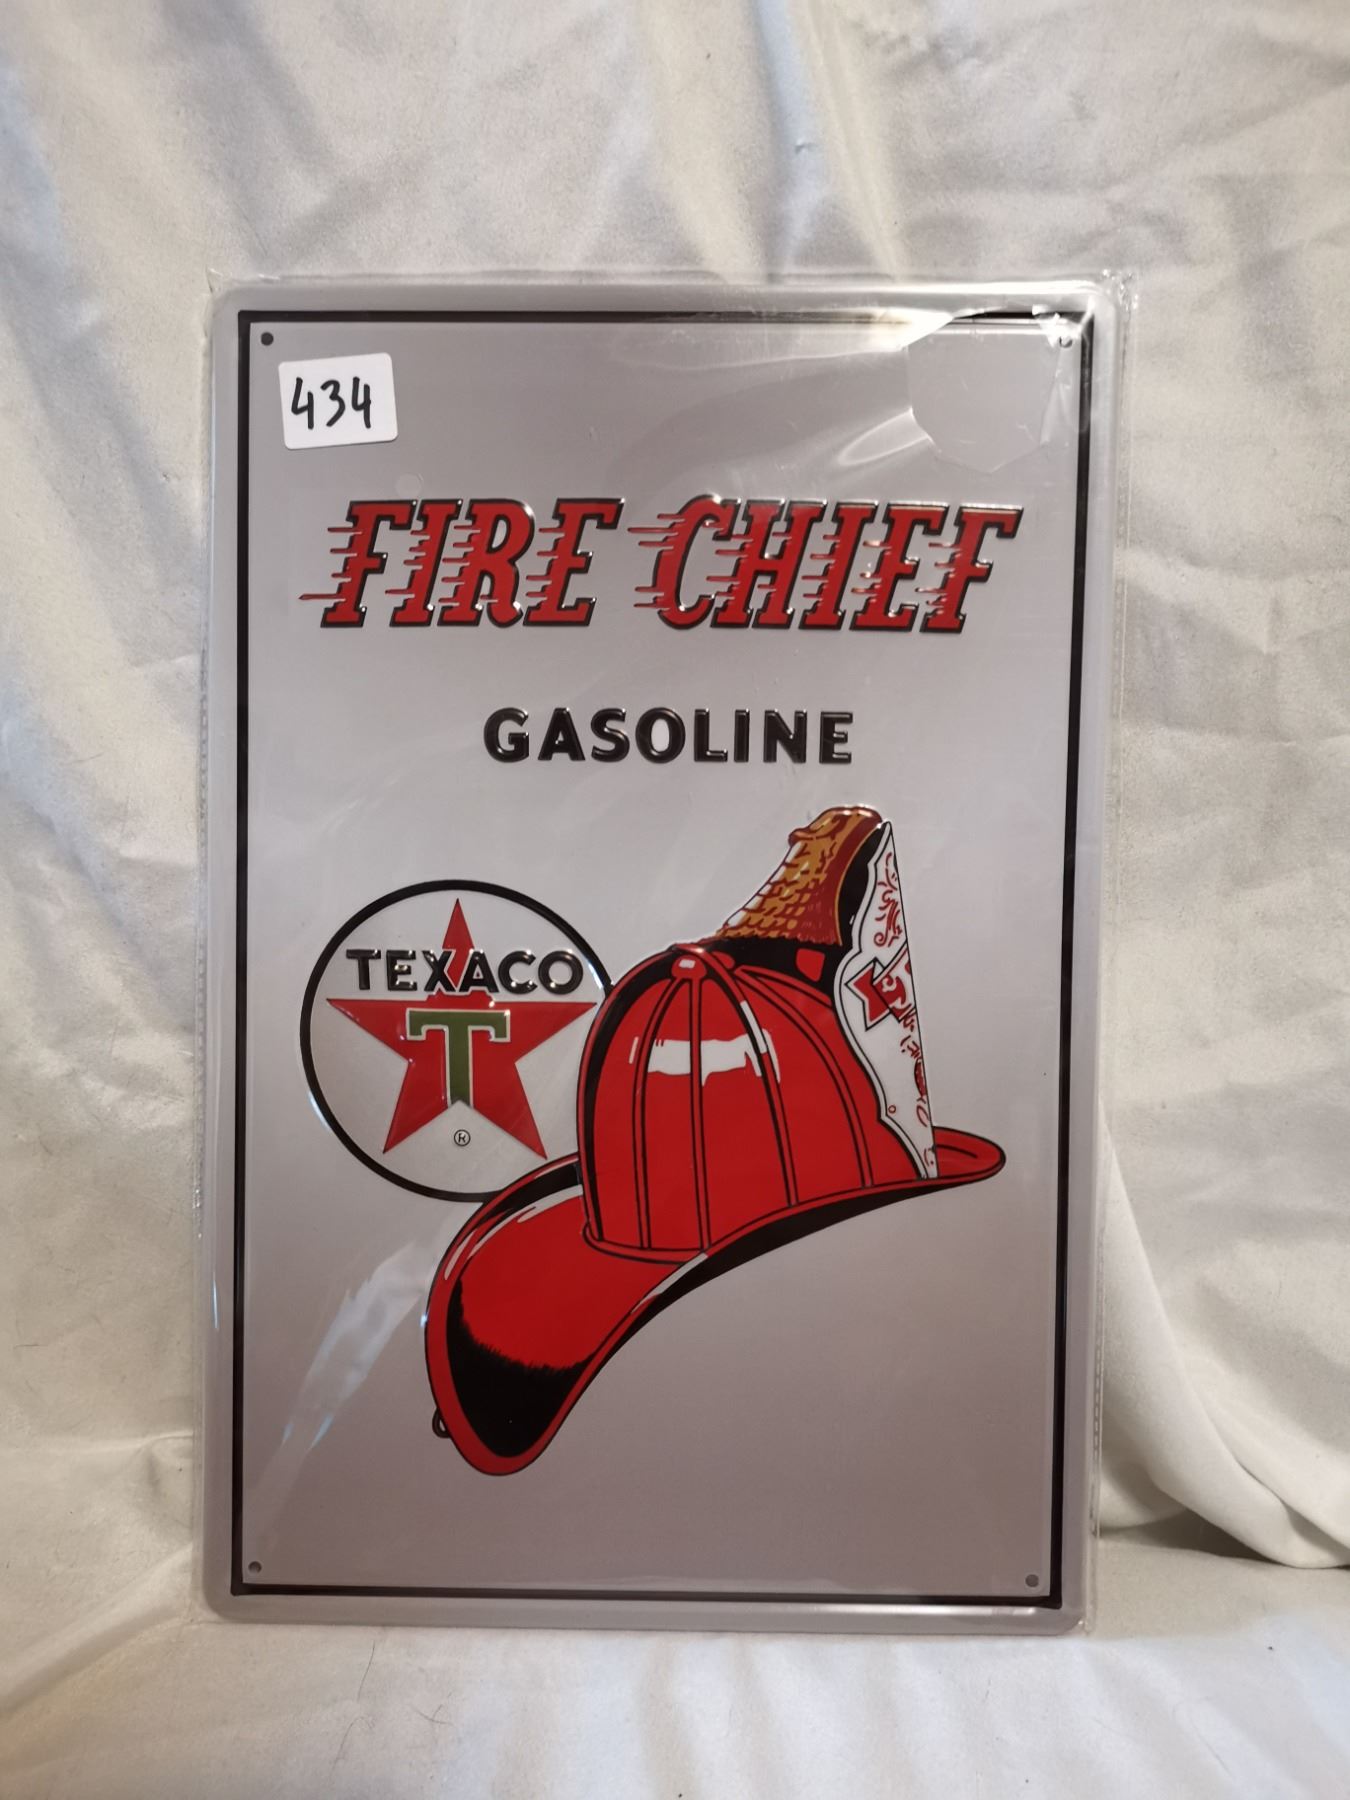 434
FIRE CHIEF
GASOLINE
TEXACO
T
®